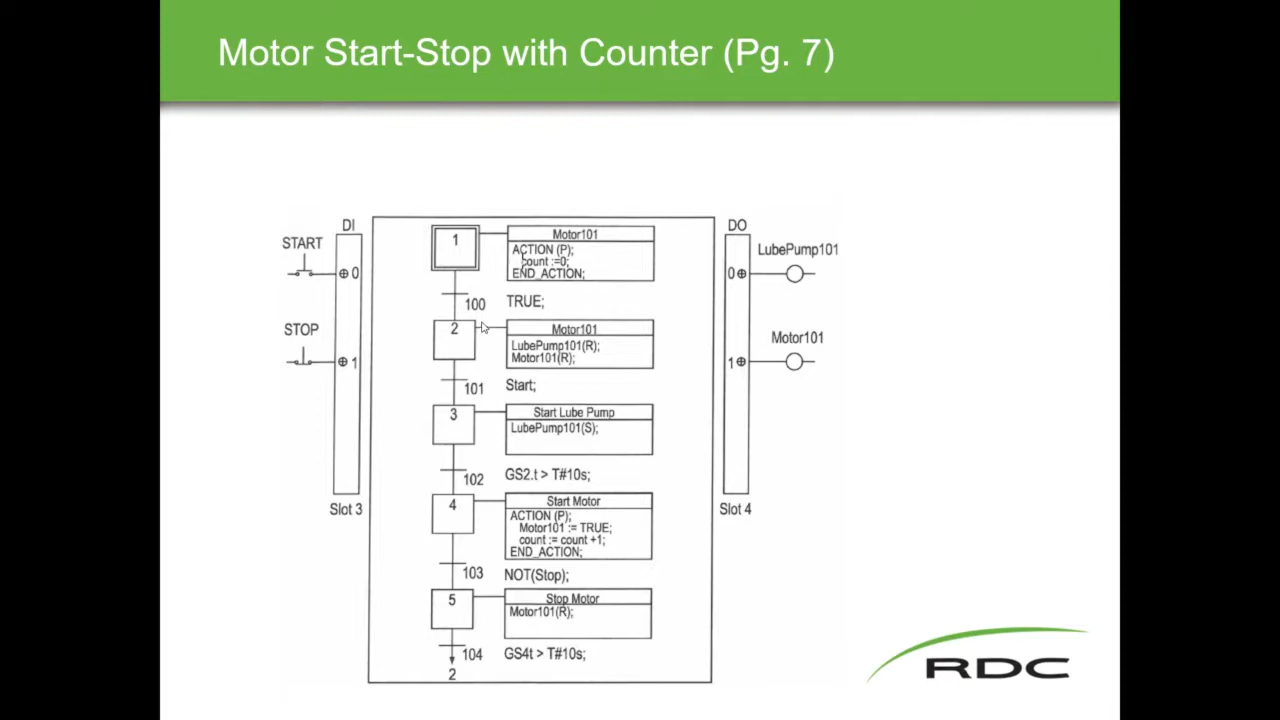 Motor Start-Stop with Counter (Pg. 7)
DI
START
0
STOP
1
Slot 3
1
Motor101
ACTION (P);
count :=0;
END_ACTION;
100 TRUE;
2
Motor101
LubePump101(R);
Motor101(R);
101 Start;
3
Start Lube Pump
LubePump101(S);
102 GS2.t > T#10s;
4
Start Motor
ACTION (P);
Motor101 := TRUE;
count := count +1;
END_ACTION;
103 NOT(Stop);
5
Stop Motor
Motor101(R);
104 GS4t > T#10s;
2
DO
LubePump101
0
Motor101
1
Slot 4
RDC